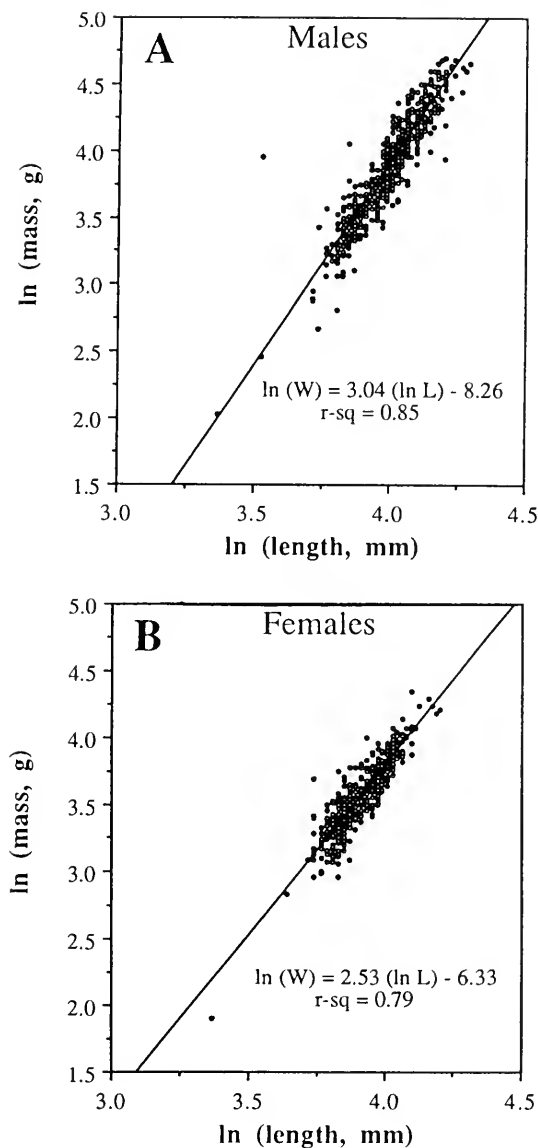 A
Males
5.0
4.5
4.0
3.5
3.0
2.5
2.0
1.5
ln (mass, g)
ln (W) = 3.04 (ln L) - 8.26
r-sq = 0.85
3.0 3.5 4.0 4.5
ln (length, mm)
B
Females
5.0
4.5
4.0
3.5
3.0
2.5
2.0
1.5
ln (mass, g)
ln (W) = 2.53 (ln L) - 6.33
r-sq = 0.79
3.0 3.5 4.0 4.5
ln (length, mm)